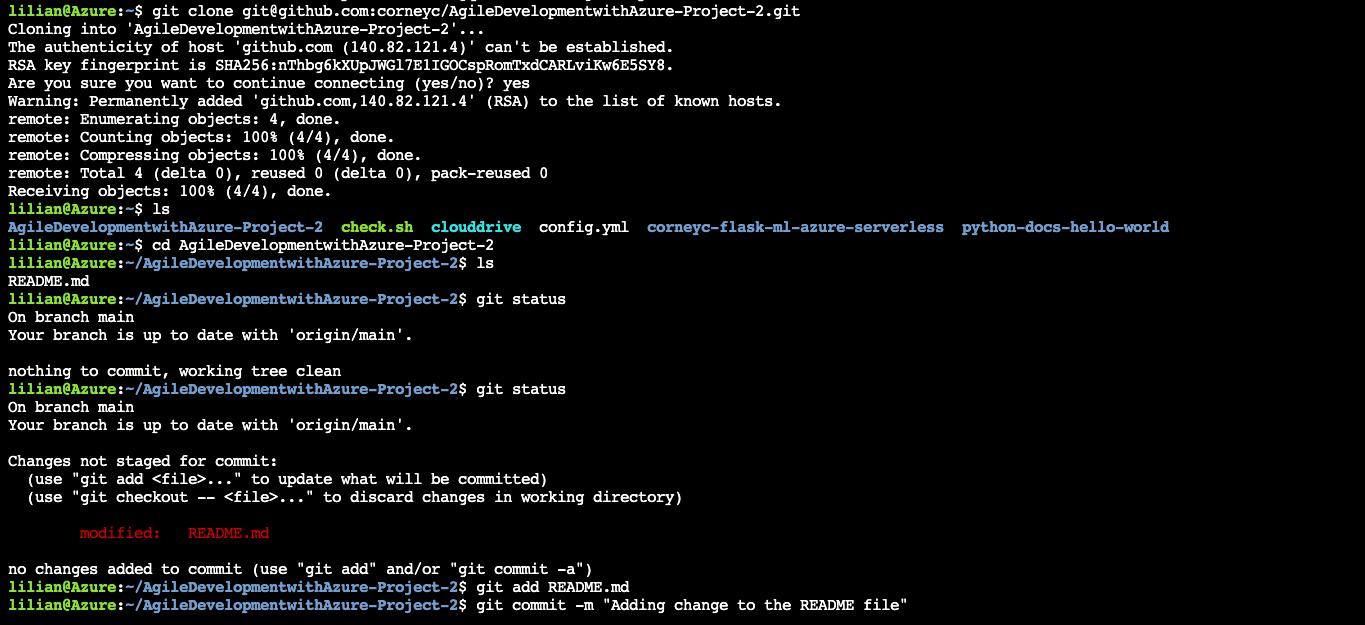 lilian@Azure:~$ git clone git@github.com:corneyc/AgileDevelopmentwithAzure-Project-2.git
Cloning into 'AgileDevelopmentwithAzure-Project-2'...
The authenticity of host 'github.com (140.82.121.4)' can't be established.
RSA key fingerprint is SHA256:nThbg6kXUpJWGl7E1IGOCspRomTxdCARLviKw6E5SY8.
Are you sure you want to continue connecting (yes/no)? yes
Warning: Permanently added 'github.com,140.82.121.4' (RSA) to the list of known hosts.
remote: Enumerating objects: 4, done.
remote: Counting objects: 100% (4/4), done.
remote: Compressing objects: 100% (4/4), done.
remote: Total 4 (delta 0), reused 0 (delta 0), pack-reused 0
Receiving objects: 100% (4/4), done.
lilian@Azure:~$ ls
AgileDevelopmentwithAzure-Project-2  check.sh  clouddrive  config.yml  corneyc-flask-ml-azure-serverless  python-docs-hello-world
lilian@Azure:~$ cd AgileDevelopmentwithAzure-Project-2
lilian@Azure:~/AgileDevelopmentwithAzure-Project-2$ ls
README.md
lilian@Azure:~/AgileDevelopmentwithAzure-Project-2$ git status
On branch main
Your branch is up to date with 'origin/main'.
nothing to commit, working tree clean
lilian@Azure:~/AgileDevelopmentwithAzure-Project-2$ git status
On branch main
Your branch is up to date with 'origin/main'.
Changes not staged for commit:
  (use "git add <file>..." to update what will be committed)
  (use "git checkout -- <file>..." to discard changes in working directory)
        modified:   README.md
no changes added to commit (use "git add" and/or "git commit -a")
lilian@Azure:~/AgileDevelopmentwithAzure-Project-2$ git add README.md
lilian@Azure:~/AgileDevelopmentwithAzure-Project-2$ git commit -m "Adding change to the README file"